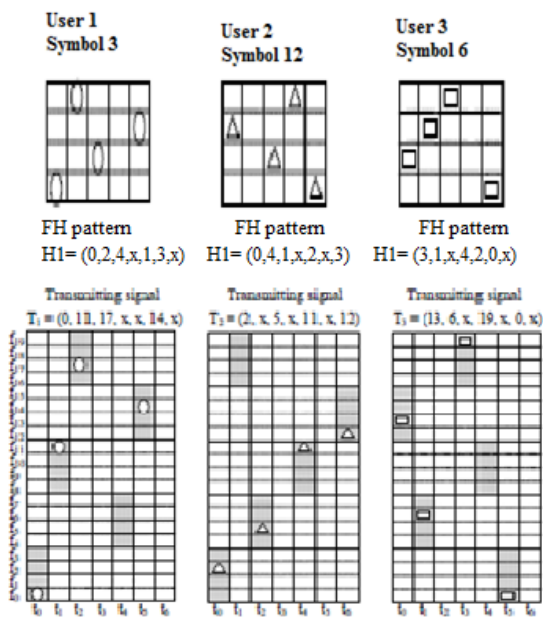 User 1
Symbol 3
User 2
Symbol 12
User 3
Symbol 6
FH pattern
H1= (0,2,4,x,1,3,x)
FH pattern
H1= (0,4,1,x,2,x,3)
FH pattern
H1= (3,1,x,4,2,0,x)
Transmitting signal
T₁ = (0, 11, 17, x, x, 14, x)
Transmitting signal
T₂ = (2, x, 5, x, 11, x, 12)
Transmitting signal
T₃ = (13, 6, x, 19, x, 0, x)
t₀ t₁ t₂ t₃ t₄ t₅ t₆
t₀ t₁ t₂ t₃ t₄ t₅ t₆
t₀ t₁ t₂ t₃ t₄ t₅ t₆